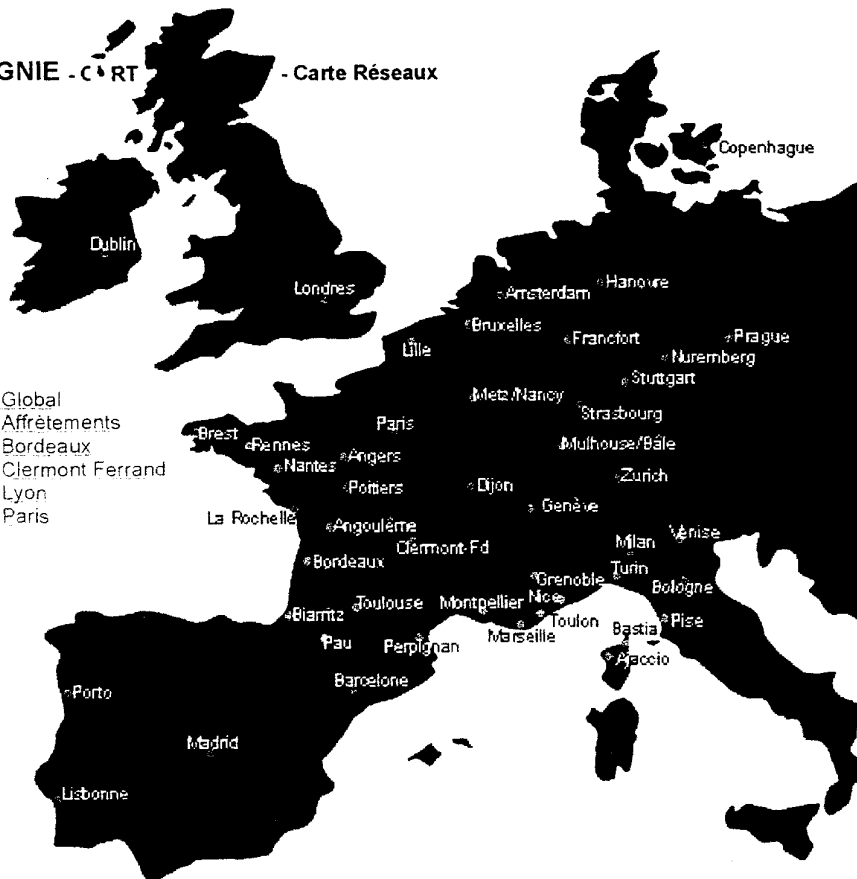 GNIE - - Carte Réseaux
Copenhague
Dublin
Londres
Hanovre
Amsterdam
Bruxelles
Francfort
Prague
Lille
Nuremberg
Stuttgart
Metz/Nancy
Strasbourg
Global
Affrètements
Bordeaux
Clermont Ferrand
Lyon
Paris
Paris
Brest
Rennes
Angers
Mulhouse/Bâle
Nantes
Poitiers
Dijon
Zurich
Genève
La Rochelle
Angoulème
Clermont-Fd
Venise
Milan
Bordeaux
Turin
Grenoble
Bologne
Nice
Biarritz
Toulouse
Montpellier
Toulon
Pise
Marseille
Bastia
Pau
Perpignan
Ajaccio
Barcelone
Porto
Madrid
Lisbonne